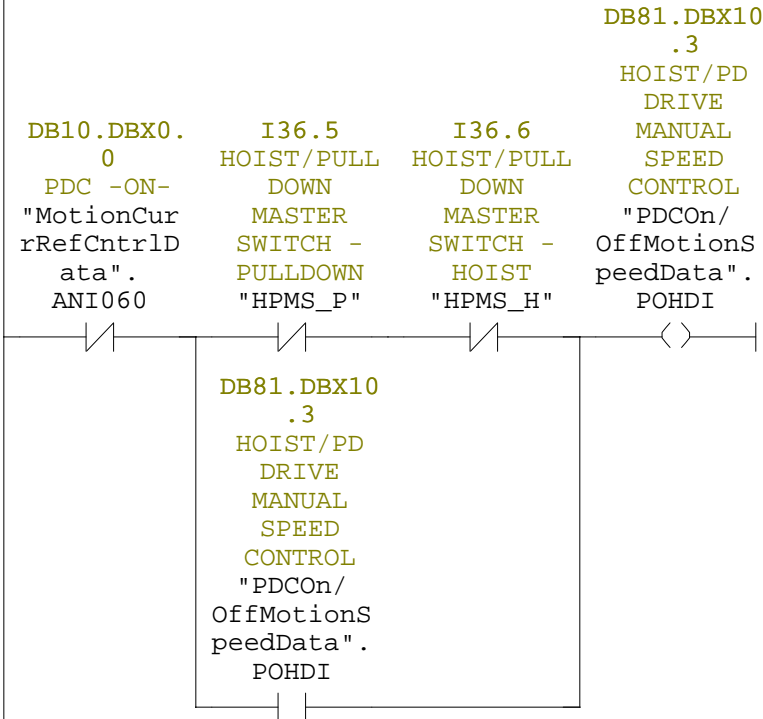 DB81.DBX10
.3
HOIST/PD
DRIVE
MANUAL
SPEED
CONTROL
"PDCOn/
OffMotionS
peedData".
POHDI
DB10.DBX0.
0
PDC -ON-
"MotionCur
rRefCntrlD
ata".
ANI060
I36.5
HOIST/PULL
DOWN
MASTER
SWITCH -
PULLDOWN
"HPMS_P"
I36.6
HOIST/PULL
DOWN
MASTER
SWITCH -
HOIST
"HPMS_H"
DB81.DBX10
.3
HOIST/PD
DRIVE
MANUAL
SPEED
CONTROL
"PDCOn/
OffMotionS
peedData".
POHDI